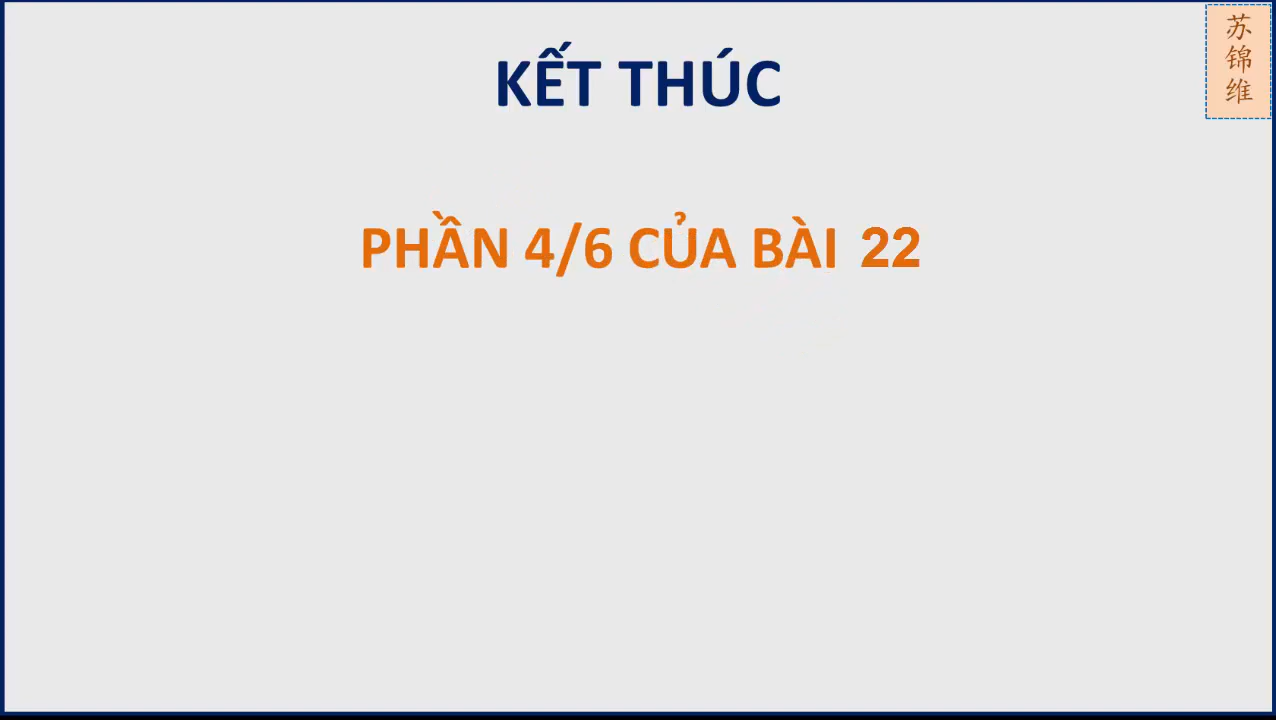 KẾT THÚC
PHẦN 4/6 CỦA BÀI 22
苏锦维